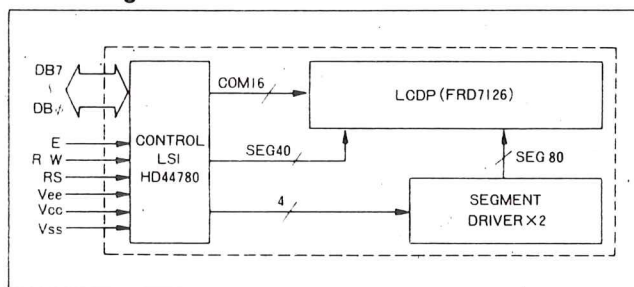 DB7
DB0
E
R W
RS
Vee
Vcc
Vss
CONTROL
LSI
HD44780
COM16
SEG40
4
LCDP (FRD7126)
SEG 80
SEGMENT
DRIVER×2